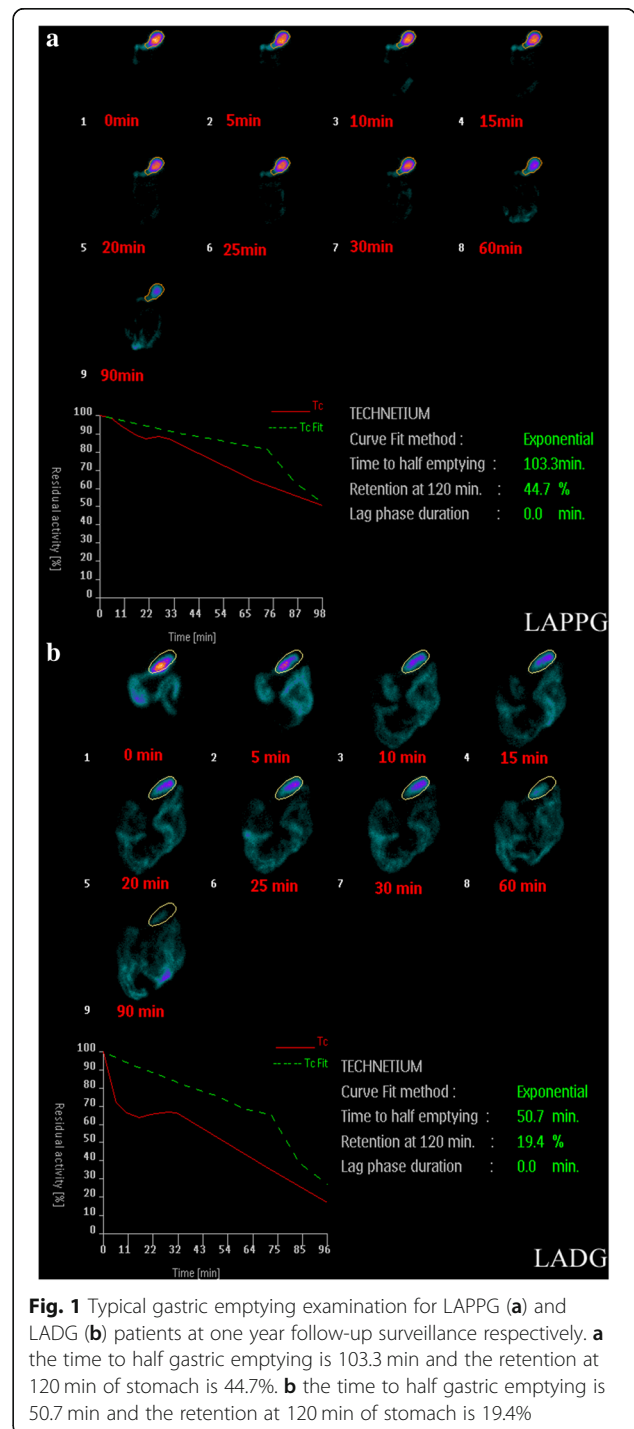 a
1 0min 2 5min 3 10min 4 15min
5 20min 6 25min 7 30min 8 60min
9 90min
Tc
Tc Fit
100
90
80
70
60
50
40
30
20
10
0
Residual activity [%]
0 11 22 33 44 55 65 76 87 98
Time [min]
TECHNETIUM
Curve Fit method : Exponential
Time to half emptying : 103.3min.
Retention at 120 min. : 44.7 %
Lag phase duration : 0.0 min.
LAPPG
b
1 0 min 2 5 min 3 10 min 4 15 min
5 20 min 6 25 min 7 30 min 8 60 min
9 90 min
Tc
Tc Fit
100
90
80
70
60
50
40
30
20
10
0
Residual activity [%]
0 11 22 32 43 54 64 75 85 96
Time [min]
TECHNETIUM
Curve Fit method : Exponential
Time to half emptying : 50.7 min.
Retention at 120 min. : 19.4 %
Lag phase duration : 0.0 min.
LADG
Fig. 1 Typical gastric emptying examination for LAPPG (a) and
LADG (b) patients at one year follow-up surveillance respectively. a
the time to half gastric emptying is 103.3 min and the retention at
120 min of stomach is 44.7%. b the time to half gastric emptying is
50.7 min and the retention at 120 min of stomach is 19.4%